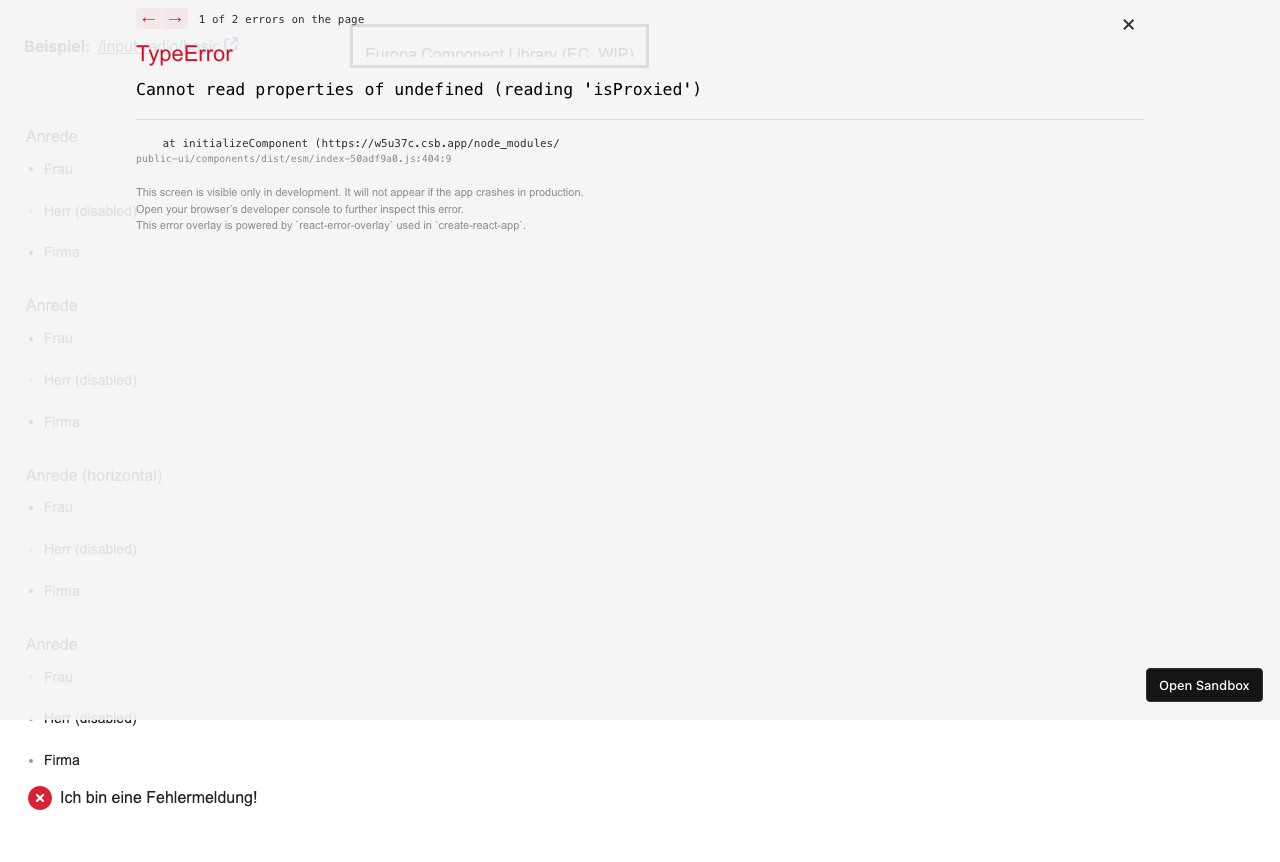 ← → 1 of 2 errors on the page
Beispiel: /input-radio/basic
Europa Component Library (EC, WIP)
TypeError
Cannot read properties of undefined (reading 'isProxied')
at initializeComponent (https://w5u37c.csb.app/node_modules/
public-ui/components/dist/esm/index-50adf9a0.js:404:9
This screen is visible only in development. It will not appear if the app crashes in production.
Open your browser’s developer console to further inspect this error.
This error overlay is powered by `react-error-overlay` used in `create-react-app`.
Anrede
Frau
Herr (disabled)
Firma
Anrede
Frau
Herr (disabled)
Firma
Anrede (horizontal)
Frau
Herr (disabled)
Firma
Anrede
Frau
Open Sandbox
Herr (disabled)
Firma
Ich bin eine Fehlermeldung!